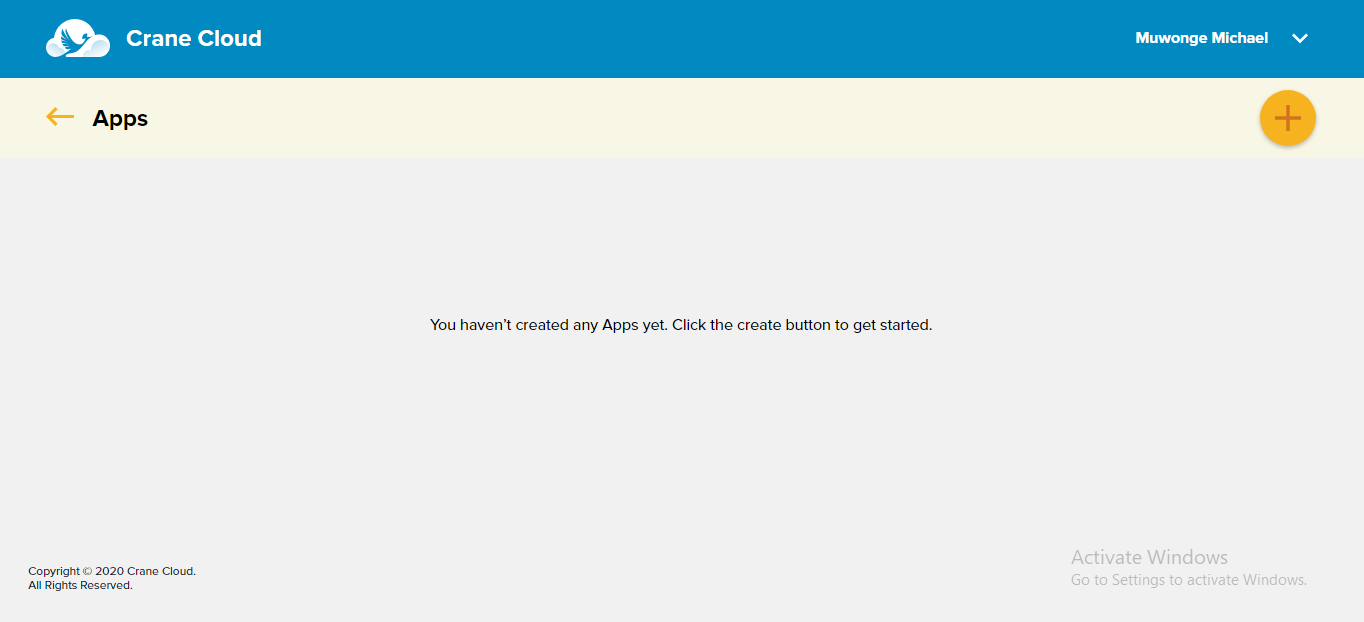 Crane Cloud
Muwonge Michael
Apps
You haven’t created any Apps yet. Click the create button to get started.
Copyright © 2020 Crane Cloud.
All Rights Reserved.
Activate Windows
Go to Settings to activate Windows.